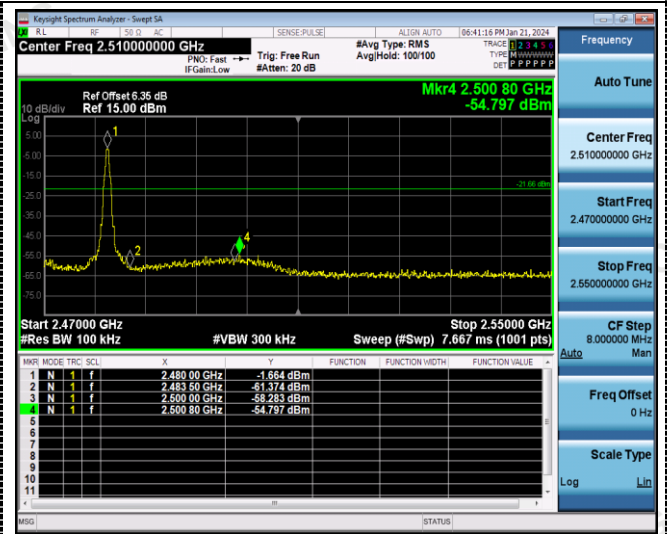 Keysight Spectrum Analyzer - Swept SA
RL RF 50 Ω AC SENSE:PULSE ALIGN AUTO 06:41:16 PM Jan 21, 2024
Center Freq 2.510000000 GHz #Avg Type: RMS TRACE 1 2 3 4 5 6
PNO: Fast Trig: Free Run Avg|Hold: 100/100 TYPE M WWWWW
IFGain:Low #Atten: 20 dB DET P P P P P P
Mkr4 2.500 80 GHz
-54.797 dBm
Ref Offset 6.35 dB
10 dB/div Ref 15.00 dBm
Log
5.00
-5.00
-15.0
-25.0
-35.0
-45.0
-55.0
-65.0
-75.0
1
2
4
-21.66 dBm
Start 2.47000 GHz Stop 2.55000 GHz
#Res BW 100 kHz #VBW 300 kHz Sweep (#Swp) 7.667 ms (1001 pts)
MKR MODE TRC SCL X Y FUNCTION FUNCTION WIDTH FUNCTION VALUE
1 N 1 f 2.480 00 GHz -1.664 dBm
2 N 1 f 2.483 50 GHz -61.374 dBm
3 N 1 f 2.500 00 GHz -58.283 dBm
4 N 1 f 2.500 80 GHz -54.797 dBm
5
6
7
8
9
10
11
MSG STATUS
Frequency
Auto Tune
Center Freq
2.510000000 GHz
Start Freq
2.470000000 GHz
Stop Freq
2.550000000 GHz
CF Step
8.000000 MHz
Auto Man
Freq Offset
0 Hz
Scale Type
Log Lin